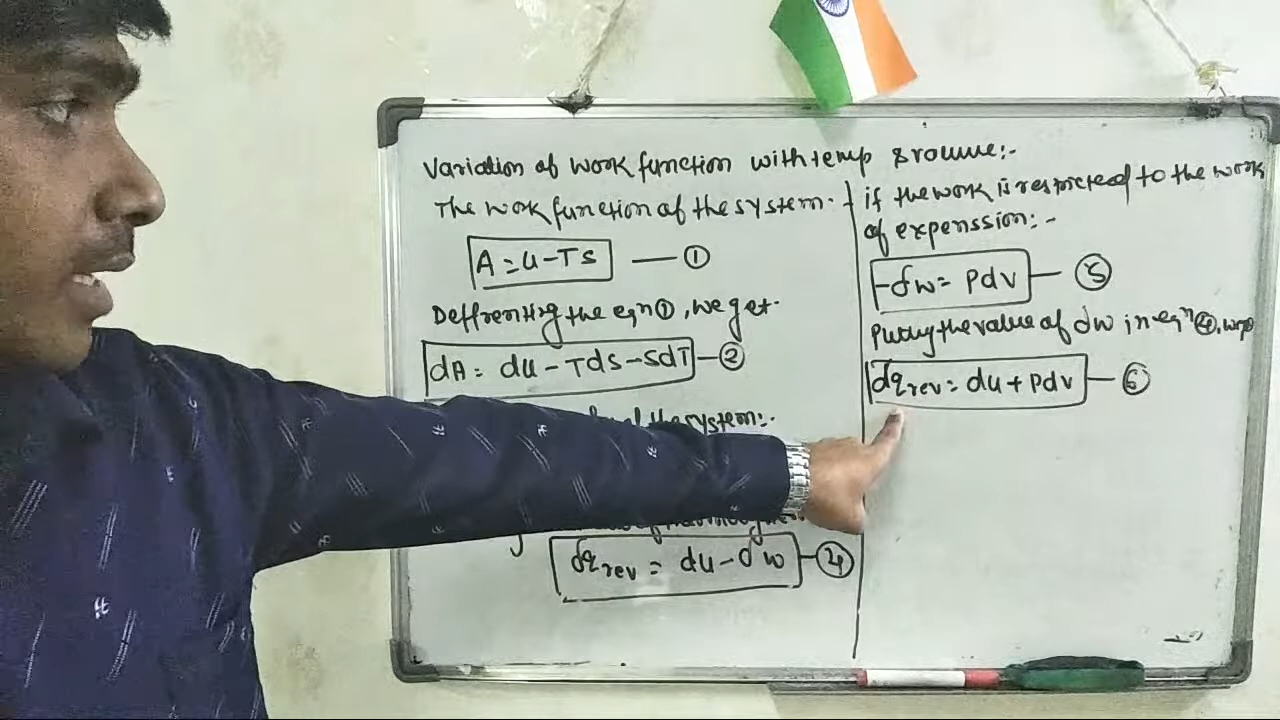 Variation of work function with temp & volume:-
The work function of the system:-
A = U - TS — ①
Deffrenting the eqn ①, we get.
dA = dU - Tds - SdT — ②
of the system:-
dq rev = dU - dw — ④
if the work is restricted to the work
of expenssion:-
-dw = Pdv — ⑤
Putting the value of dw in eqn ④, we
dq rev = dU + Pdv — ⑥